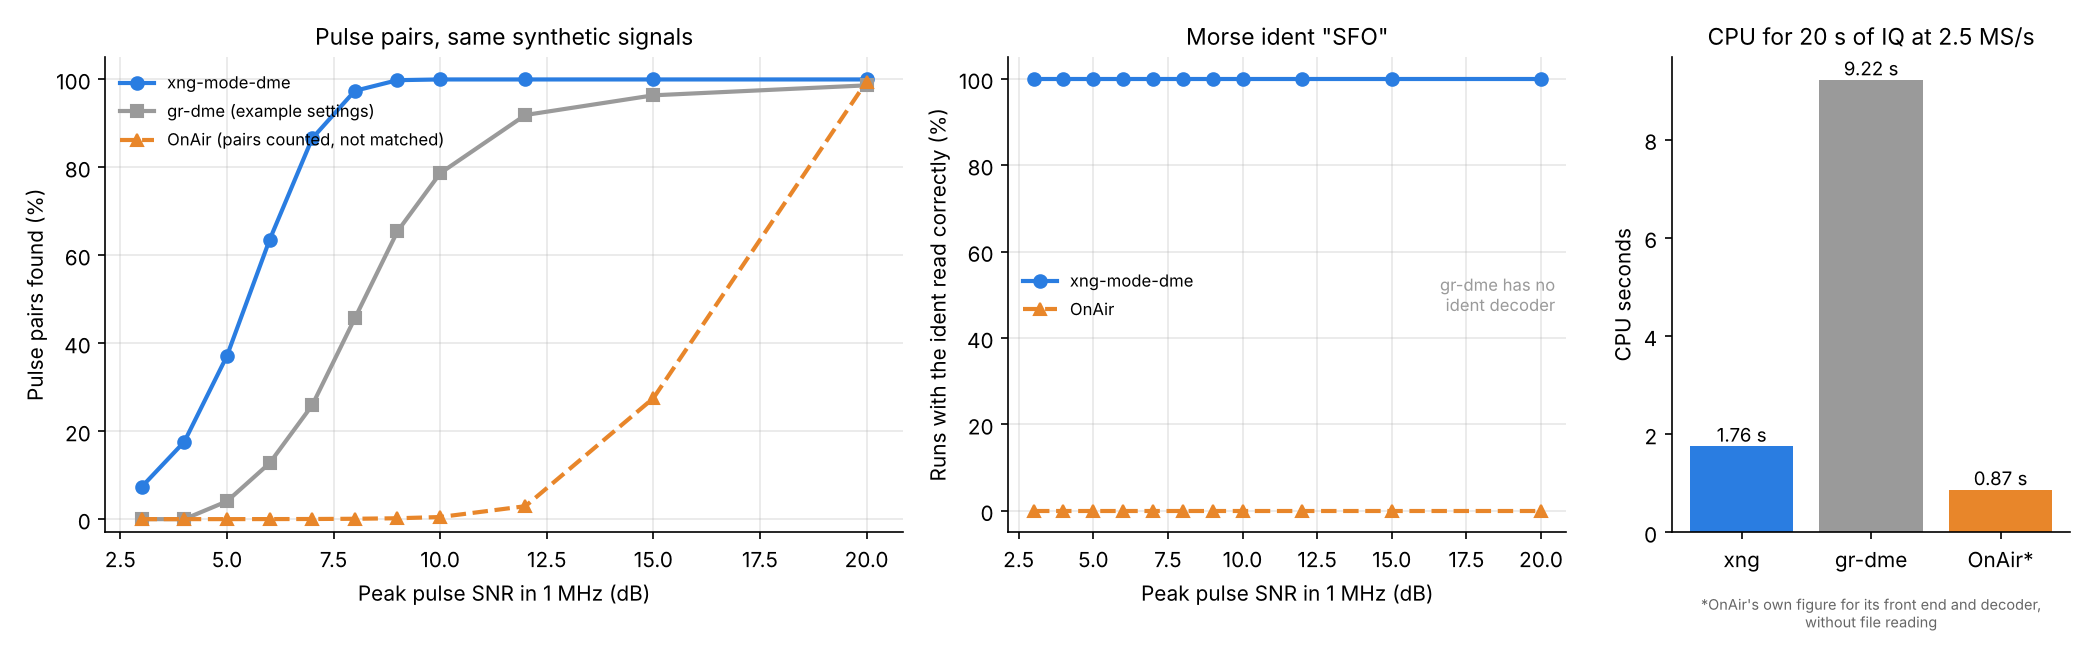 Pulse pairs, same synthetic signals
Pulse pairs found (%)
100
80
60
40
20
0
xng-mode-dme
gr-dme (example settings)
OnAir (pairs counted, not matched)
2.5 5.0 7.5 10.0 12.5 15.0 17.5 20.0
Peak pulse SNR in 1 MHz (dB)
Morse ident "SFO"
Runs with the ident read correctly (%)
100
80
60
40
20
0
xng-mode-dme
OnAir
gr-dme has no
ident decoder
2.5 5.0 7.5 10.0 12.5 15.0 17.5 20.0
Peak pulse SNR in 1 MHz (dB)
CPU for 20 s of IQ at 2.5 MS/s
CPU seconds
8
6
4
2
0
1.76 s
9.22 s
0.87 s
xng gr-dme OnAir*
*OnAir's own figure for its front end and decoder,
without file reading